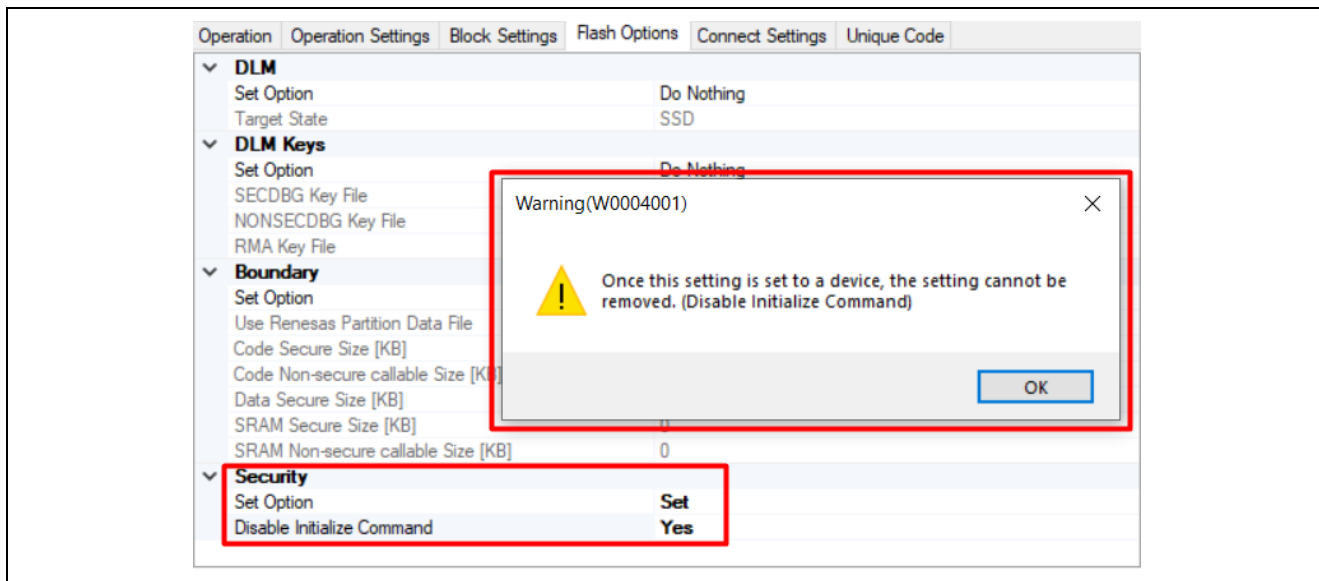 Operation Operation Settings Block Settings Flash Options Connect Settings Unique Code
DLM
Set Option Do Nothing
Target State SSD
DLM Keys
Set Option Do Nothing
SECDBG Key File
NONSECDBG Key File
RMA Key File
Warning(W0004001)
Once this setting is set to a device, the setting cannot be
removed. (Disable Initialize Command)
OK
Boundary
Set Option
Use Renesas Partition Data File
Code Secure Size [KB]
Code Non-secure callable Size [KB]
Data Secure Size [KB]
SRAM Secure Size [KB] 0
SRAM Non-secure callable Size [KB] 0
Security
Set Option Set
Disable Initialize Command Yes